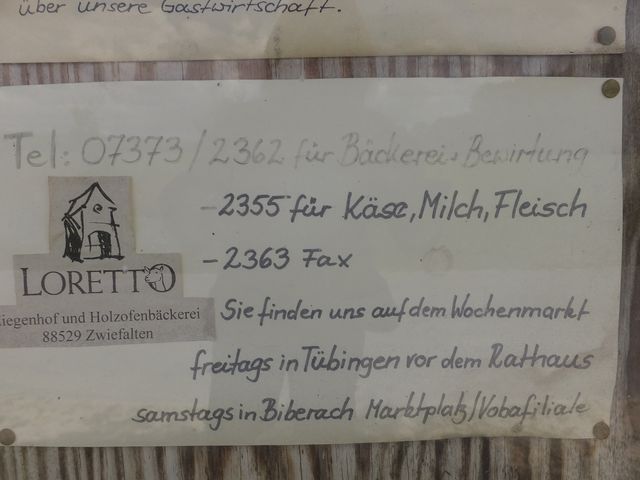 über unsere Gastwirtschaft.
Tel: 07373/2362 für Bäckerei+Bewirtung
-2355 für Käse, Milch, Fleisch
-2363 Fax
LORETTO
iegenhof und Holzofenbäckerei
88529 Zwiefalten
Sie finden uns auf dem Wochenmarkt
freitags in Tübingen vor dem Rathaus
samstags in Biberach Marktplatz/Vobafiliale